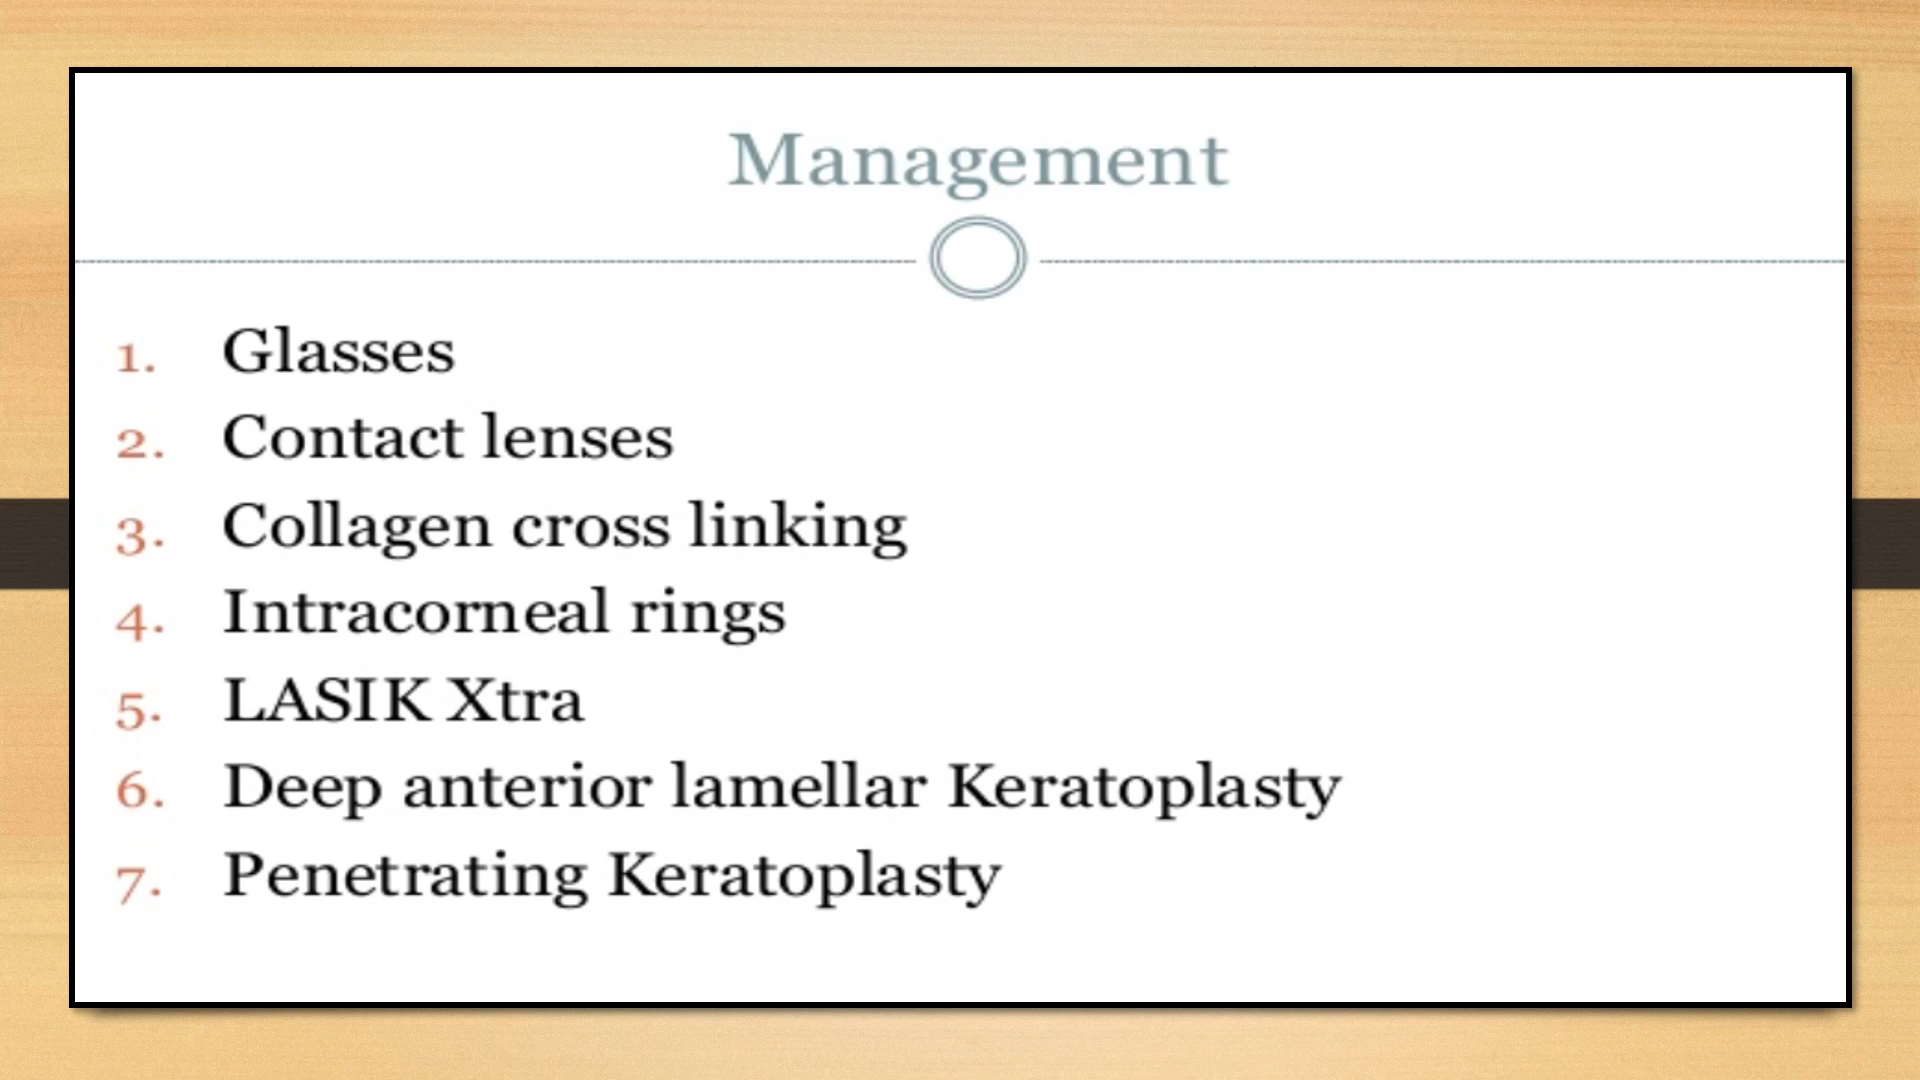 Management
1. Glasses
2. Contact lenses
3. Collagen cross linking
4. Intracorneal rings
5. LASIK Xtra
6. Deep anterior lamellar Keratoplasty
7. Penetrating Keratoplasty